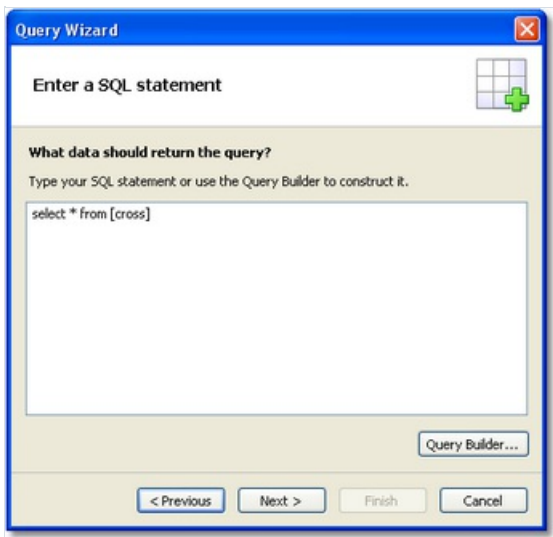 Query Wizard
Enter a SQL statement
What data should return the query?
Type your SQL statement or use the Query Builder to construct it.
select * from [cross]
Query Builder...
< Previous
Next >
Finish
Cancel